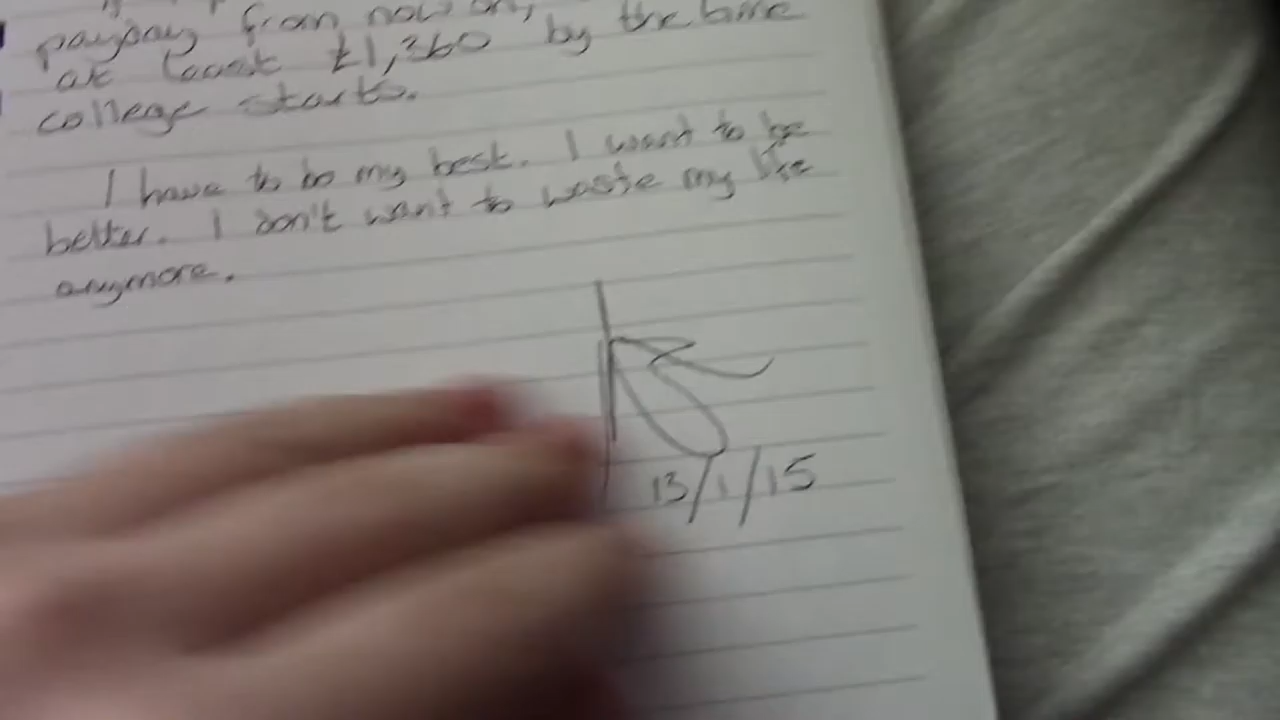 payday from now on,
at least £1,360 by the time
college starts.
I have to be my best. I want to be
better. I don't want to waste my life
anymore.
13/1/15